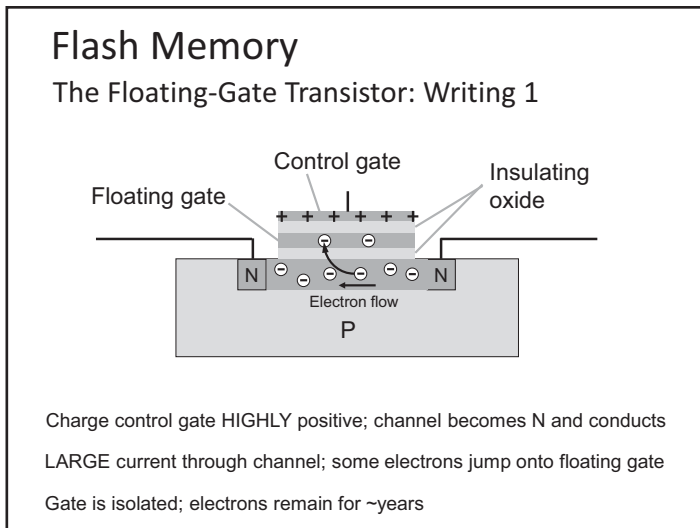 Flash Memory
The Floating-Gate Transistor: Writing 1
Control gate
Floating gate
Insulating
oxide
+ + + + + +
− −
N − − − − − − N
Electron flow
P
Charge control gate HIGHLY positive; channel becomes N and conducts
LARGE current through channel; some electrons jump onto floating gate
Gate is isolated; electrons remain for ~years